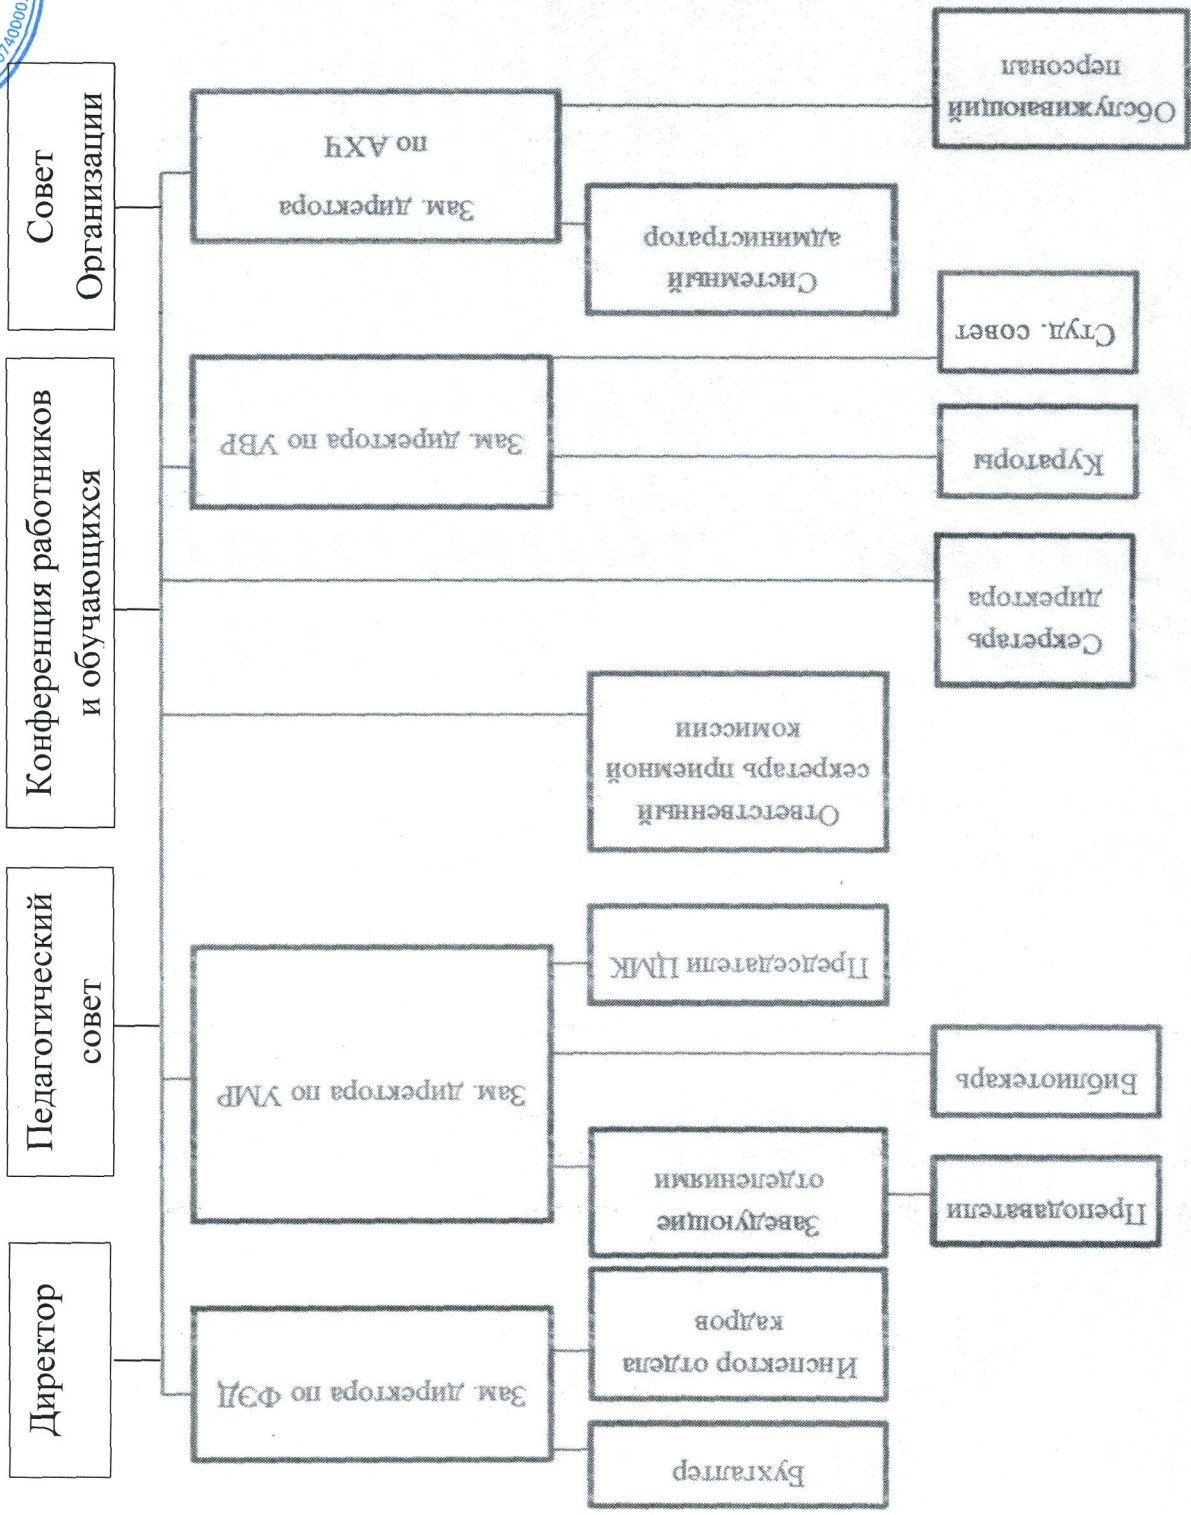 Директор
Педагогический
совет
Конференция работников
и обучающихся
Совет
Организации
Зам. директора по ФЭД
Бухгалтер
Инспектор отдела
кадров
Зам. директора по УМР
Заведующие
отделениями
Преподаватели
Библиотекарь
Председатели ЦМК
Ответственный
секретарь приемной
комиссии
Секретарь
директора
Зам. директора по УВР
Кураторы
Студ. совет
Зам. директора
по АХЧ
Системный
администратор
Обслуживающий
персонал